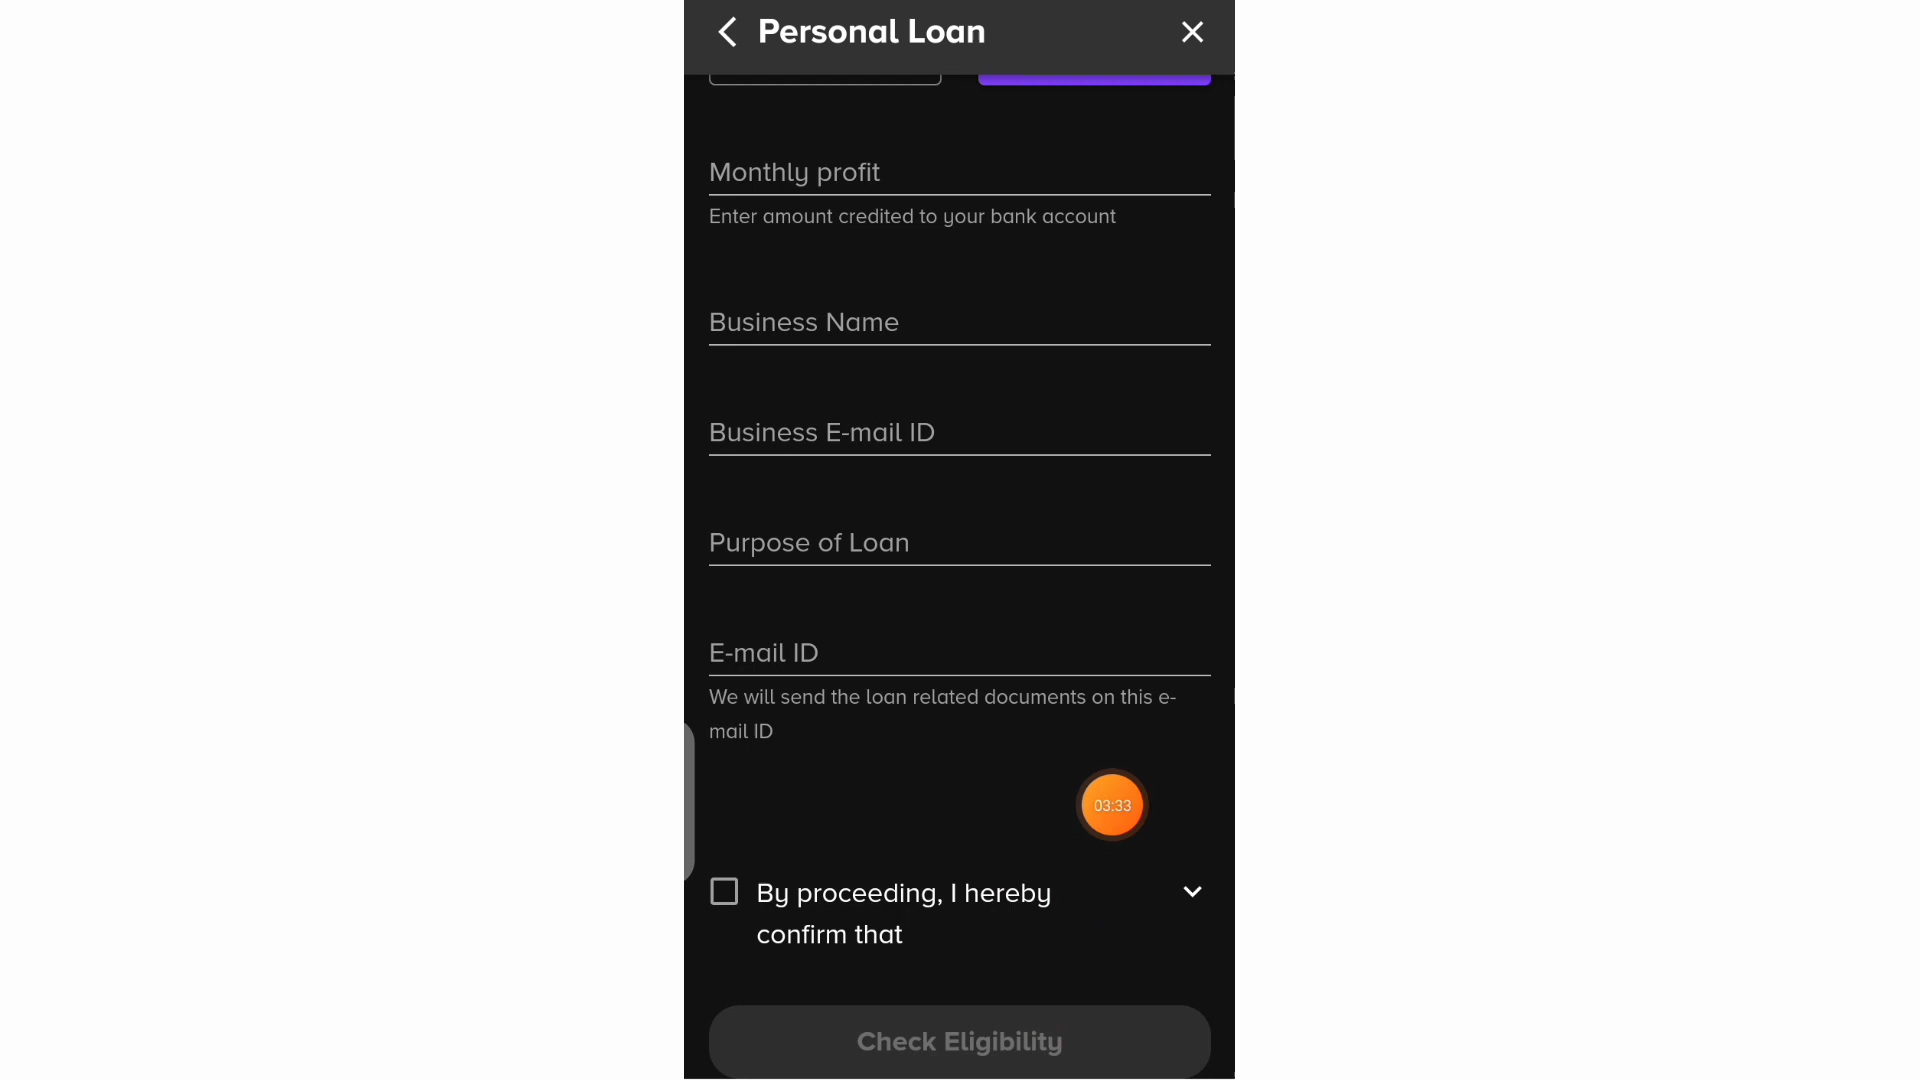 Personal Loan
Monthly profit
Enter amount credited to your bank account
Business Name
Business E-mail ID
Purpose of Loan
E-mail ID
We will send the loan related documents on this e-
mail ID
03:33
By proceeding, I hereby
confirm that
Check Eligibility